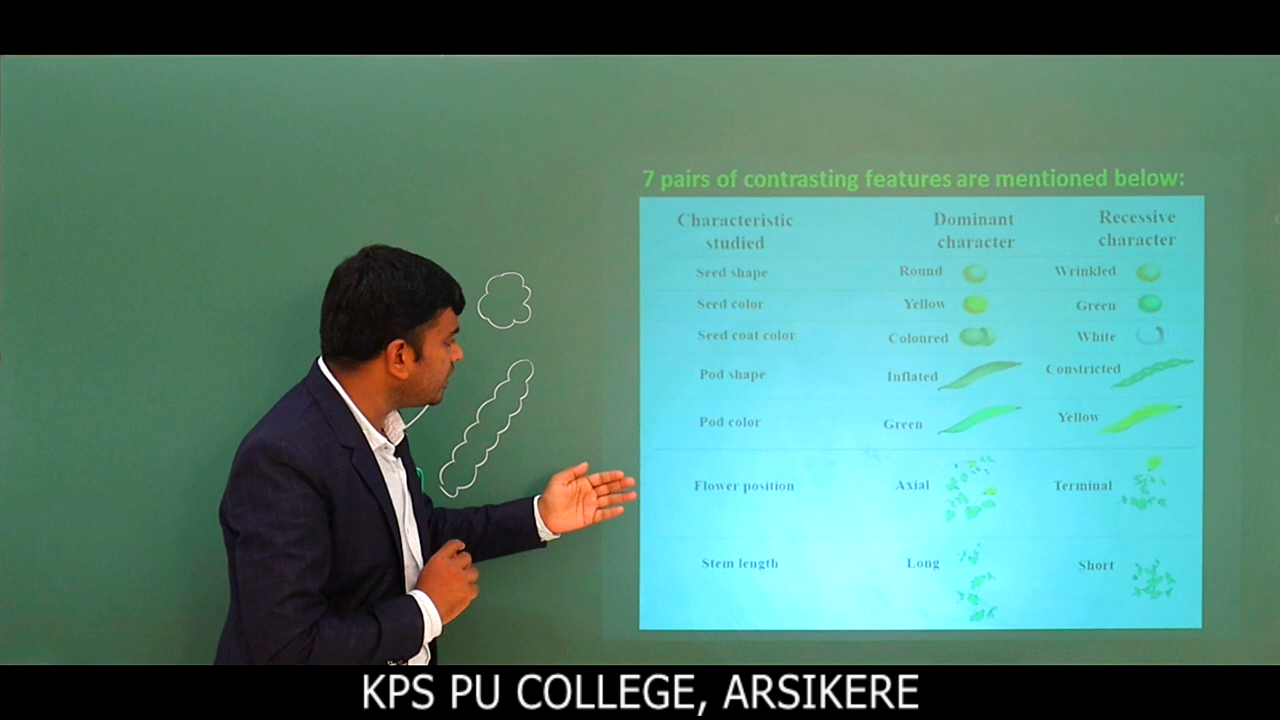 7 pairs of contrasting features are mentioned below:
Characteristic studied Dominant character Recessive character
Seed shape Round Wrinkled
Seed color Yellow Green
Seed coat color Coloured White
Pod shape Inflated Constricted
Pod color Green Yellow
Flower position Axial Terminal
Stem length Long Short
KPS PU COLLEGE, ARSIKERE